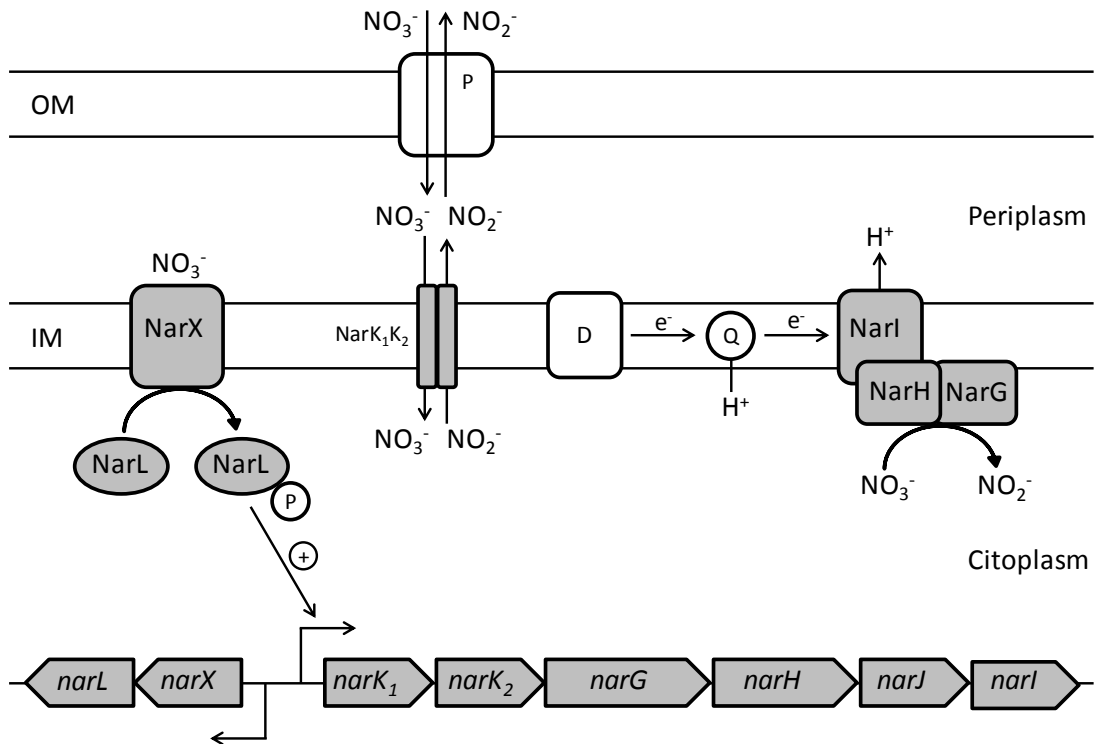 NO₃⁻ NO₂⁻
P
OM
NO₃⁻ NO₂⁻
Periplasm
NO₃⁻
H⁺
IM
NarX
NarK₁K₂
D
e⁻
Q
e⁻
NarI
H⁺
NarH
NarG
NO₃⁻ NO₂⁻
NarL
NarL
P
NO₃⁻
NO₂⁻
+
Citoplasm
narL
narX
narK₁
narK₂
narG
narH
narJ
narI